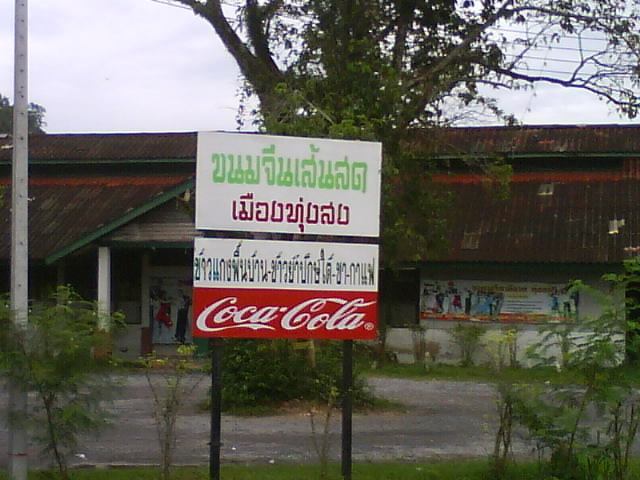 ขนมจีนเส้นสด
เมืองทุ่งสง
ข้าวแกงพื้นบ้าน-ข้าวยำปักษ์ใต้-ชา-กาแฟ
Coca-Cola®